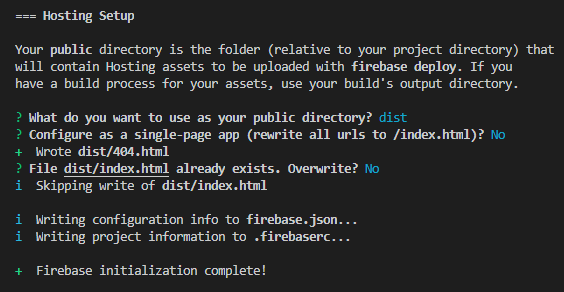 === Hosting Setup
Your public directory is the folder (relative to your project directory) that
will contain Hosting assets to be uploaded with firebase deploy. If you
have a build process for your assets, use your build's output directory.
? What do you want to use as your public directory? dist
? Configure as a single-page app (rewrite all urls to /index.html)? No
+  Wrote dist/404.html
? File dist/index.html already exists. Overwrite? No
i  Skipping write of dist/index.html
i  Writing configuration info to firebase.json...
i  Writing project information to .firebaserc...
+  Firebase initialization complete!